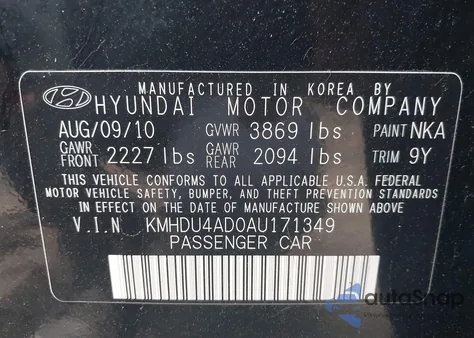 MANUFACTURED IN KOREA BY
HYUNDAI MOTOR COMPANY
AUG/09/10 GVWR 3869 lbs PAINT NKA
GAWR FRONT 2227 lbs GAWR REAR 2094 lbs TRIM 9Y
THIS VEHICLE CONFORMS TO ALL APPLICABLE U.S.A. FEDERAL
MOTOR VEHICLE SAFETY, BUMPER, AND THEFT PREVENTION STANDARDS
IN EFFECT ON THE DATE OF MANUFACTURE SHOWN ABOVE.
V.I.N KMHDU4AD0AU171349
PASSENGER CAR
autoSnap